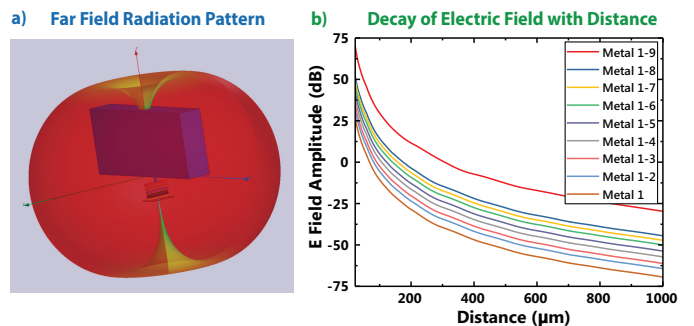 a) Far Field Radiation Pattern
b) Decay of Electric Field with Distance
E Field Amplitude (dB)
75
50
25
0
-25
-50
-75
Metal 1-9
Metal 1-8
Metal 1-7
Metal 1-6
Metal 1-5
Metal 1-4
Metal 1-3
Metal 1-2
Metal 1
200 400 600 800 1000
Distance (µm)